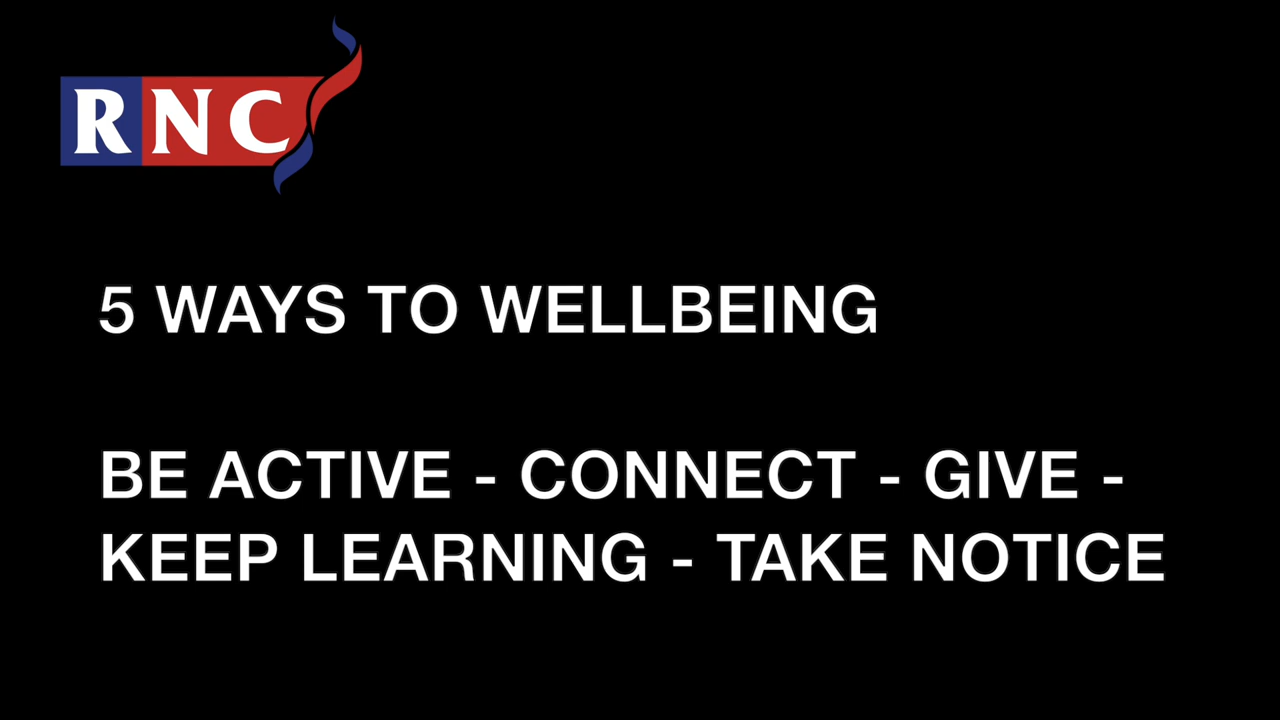 RNC
5 WAYS TO WELLBEING
BE ACTIVE - CONNECT - GIVE -
KEEP LEARNING - TAKE NOTICE